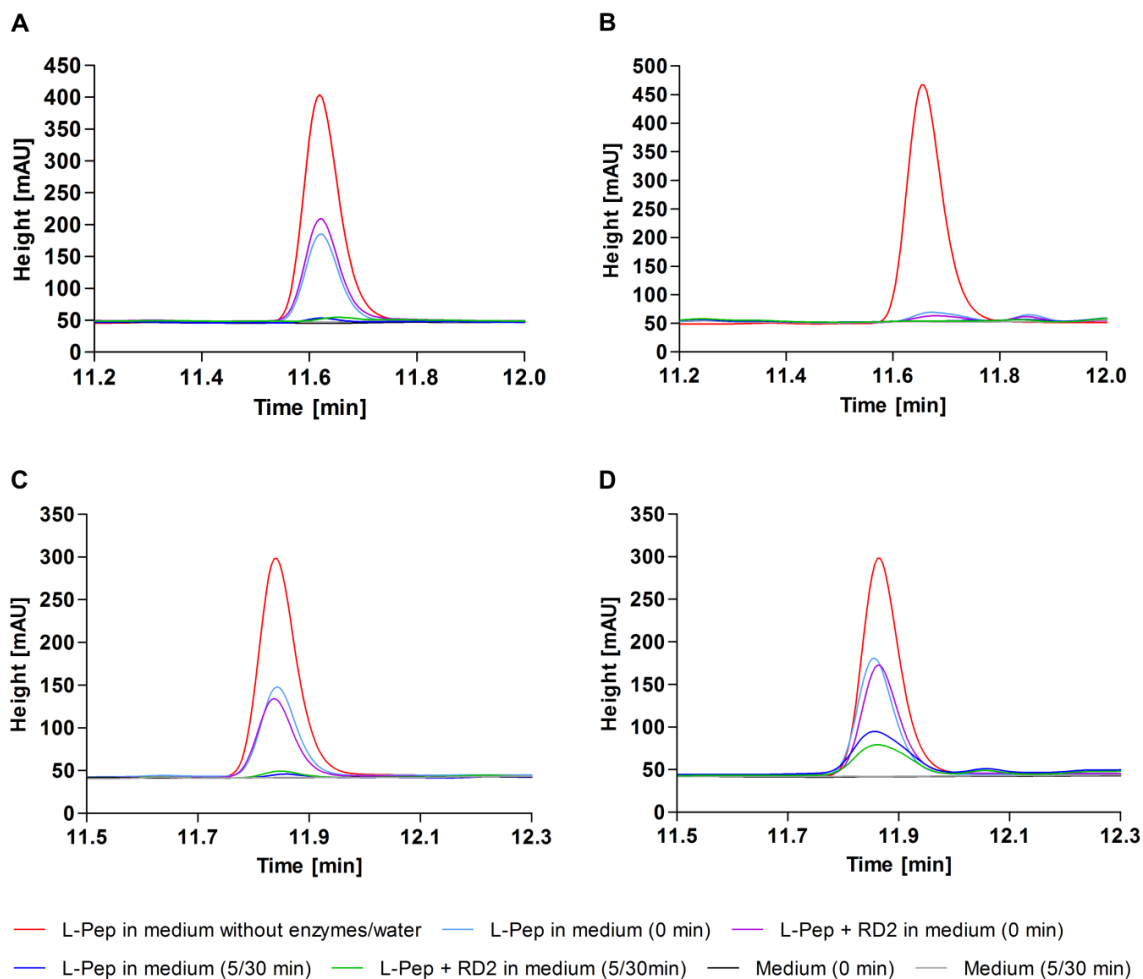 A
Height [mAU]
450
400
350
300
250
200
150
100
50
0
11.2 11.4 11.6 11.8 12.0
Time [min]
B
Height [mAU]
500
450
400
350
300
250
200
150
100
50
0
11.2 11.4 11.6 11.8 12.0
Time [min]
C
Height [mAU]
350
300
250
200
150
100
50
0
11.5 11.7 11.9 12.1 12.3
Time [min]
D
Height [mAU]
350
300
250
200
150
100
50
0
11.5 11.7 11.9 12.1 12.3
Time [min]
L-Pep in medium without enzymes/water L-Pep in medium (0 min) L-Pep + RD2 in medium (0 min)
L-Pep in medium (5/30 min) L-Pep + RD2 in medium (5/30min) Medium (0 min) Medium (5/30 min)